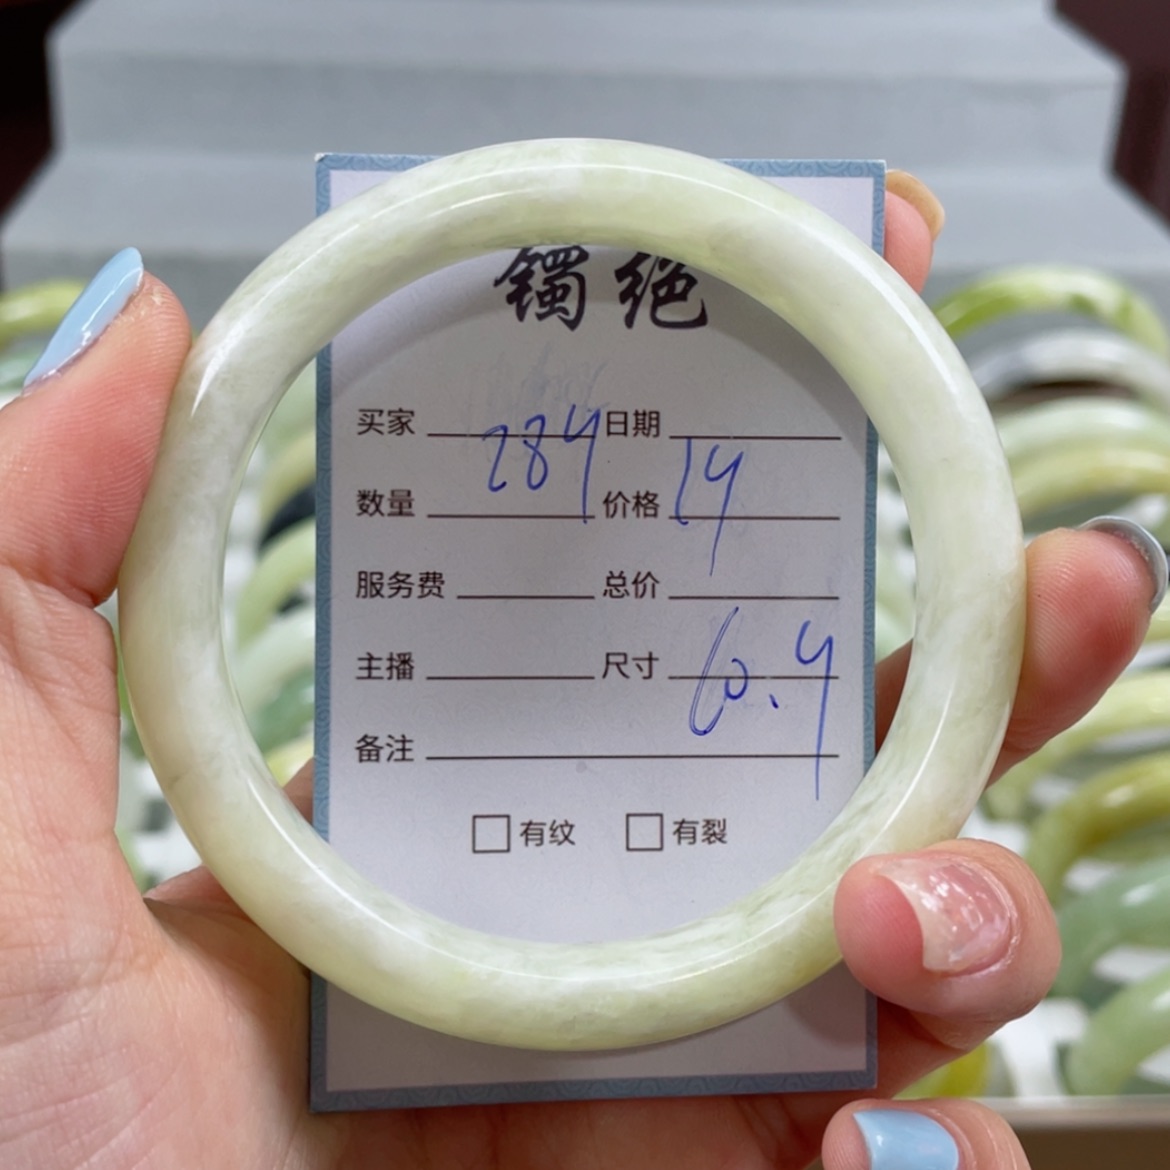 镯绝
买家 284 日期
数量 价格 14
服务费 总价
主播 尺寸 60.4
备注
有纹 有裂